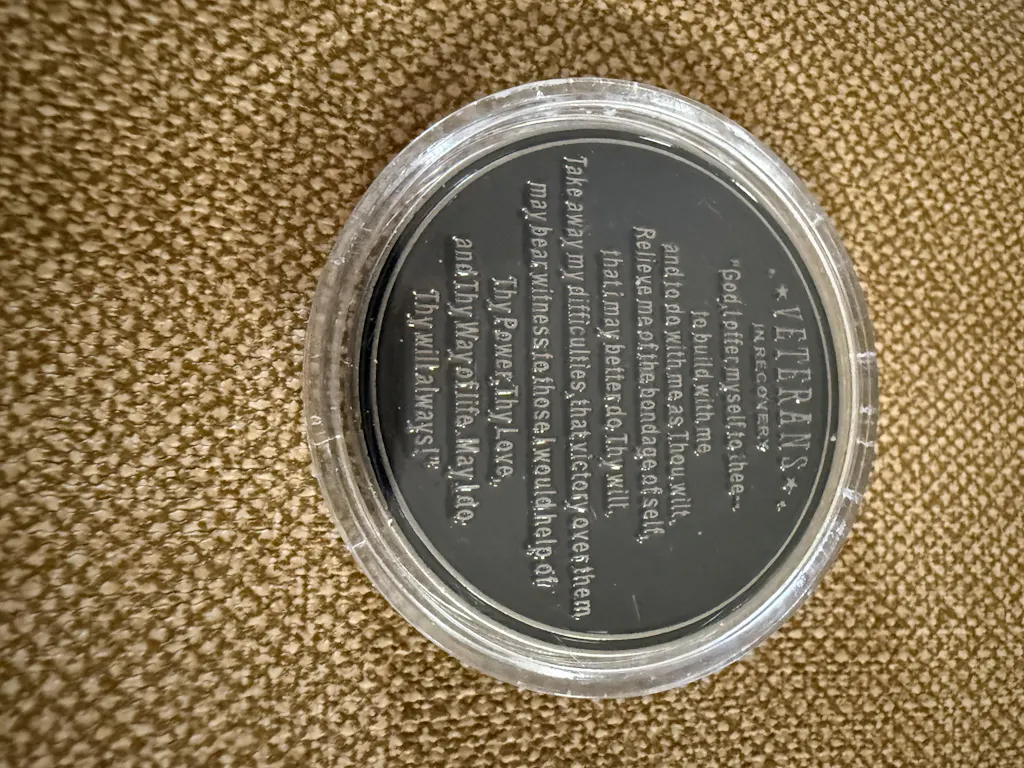 VETERANS
IN RECOVERY
"God, I offer myself to thee--
to build with me
and to do with me as Thou wilt.
Relieve me of the bondage of self,
that i may better do Thy will.
Take away my difficulties, that victory over them
may bear witness to those I would help of
Thy Power, Thy Love,
and Thy Way of life. May I do
Thy will always!"